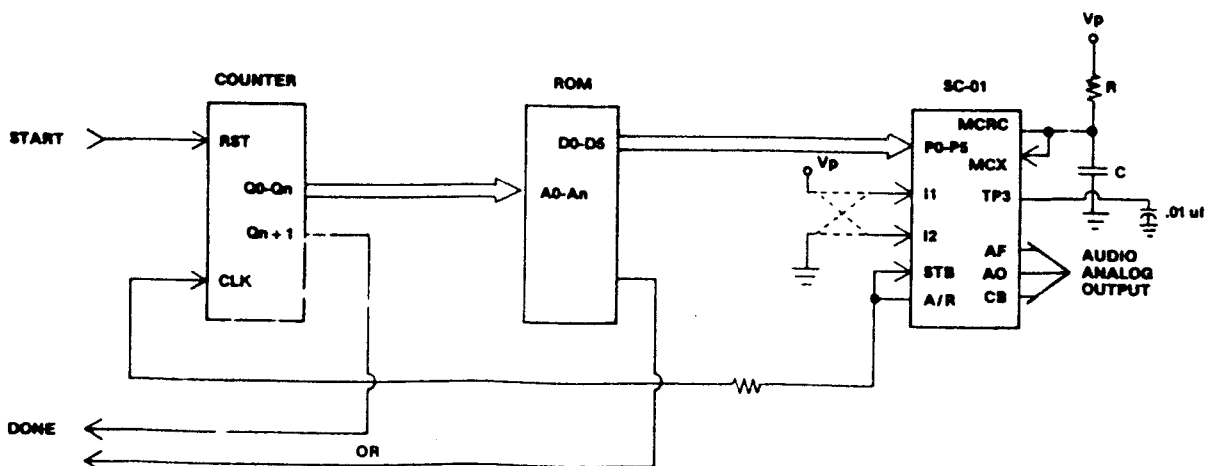 Vp
COUNTER
ROM
SC-01
R
START
RST
D0-D5
MCRC
P0-P5
MCX
Vp
C
Q0-Qn
A0-An
I1
TP3
.01 uf
Qn + 1
I2
AF
AUDIO
CLK
STB
AO
ANALOG
A/R
CB
OUTPUT
DONE
OR